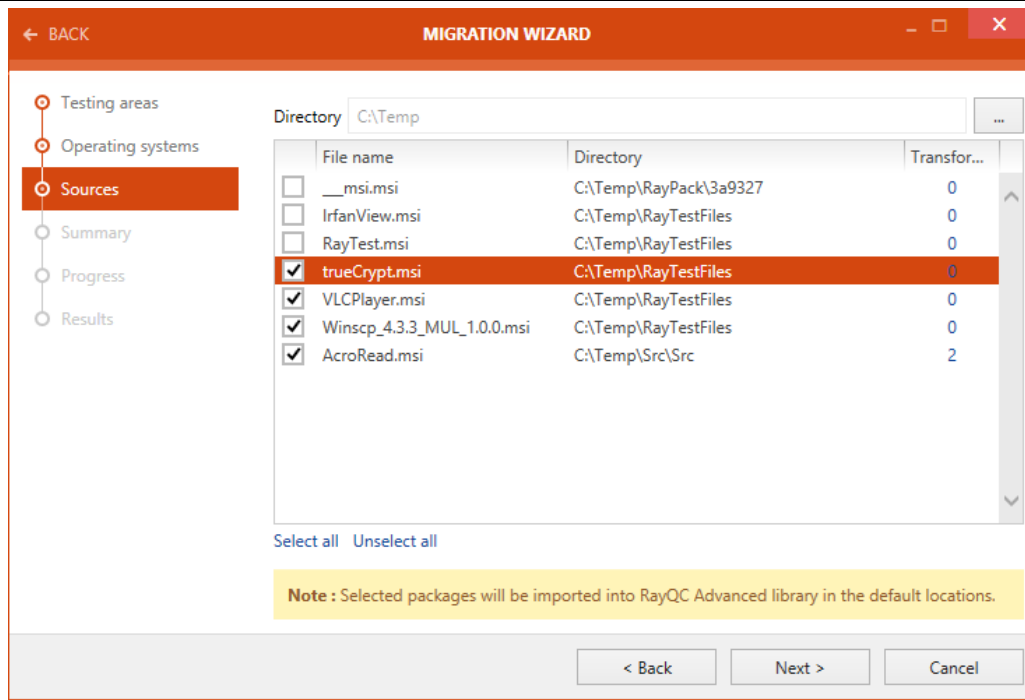 ← BACK
MIGRATION WIZARD
Testing areas
Operating systems
Sources
Summary
Progress
Results
Directory C:\Temp ...
File name Directory Transfor...
__msi.msi C:\Temp\RayPack\3a9327 0
IrfanView.msi C:\Temp\RayTestFiles 0
RayTest.msi C:\Temp\RayTestFiles 0
trueCrypt.msi C:\Temp\RayTestFiles 0
VLCPlayer.msi C:\Temp\RayTestFiles 0
Winscp_4.3.3_MUL_1.0.0.msi C:\Temp\RayTestFiles 0
AcroRead.msi C:\Temp\Src\Src 2
Select all Unselect all
Note : Selected packages will be imported into RayQC Advanced library in the default locations.
< Back Next > Cancel